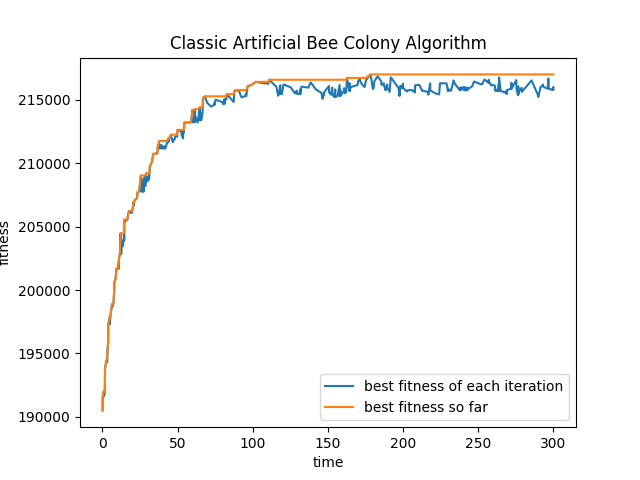 Classic Artificial Bee Colony Algorithm
215000
210000
205000
200000
195000
190000
fitness
0 50 100 150 200 250 300
time
best fitness of each iteration
best fitness so far